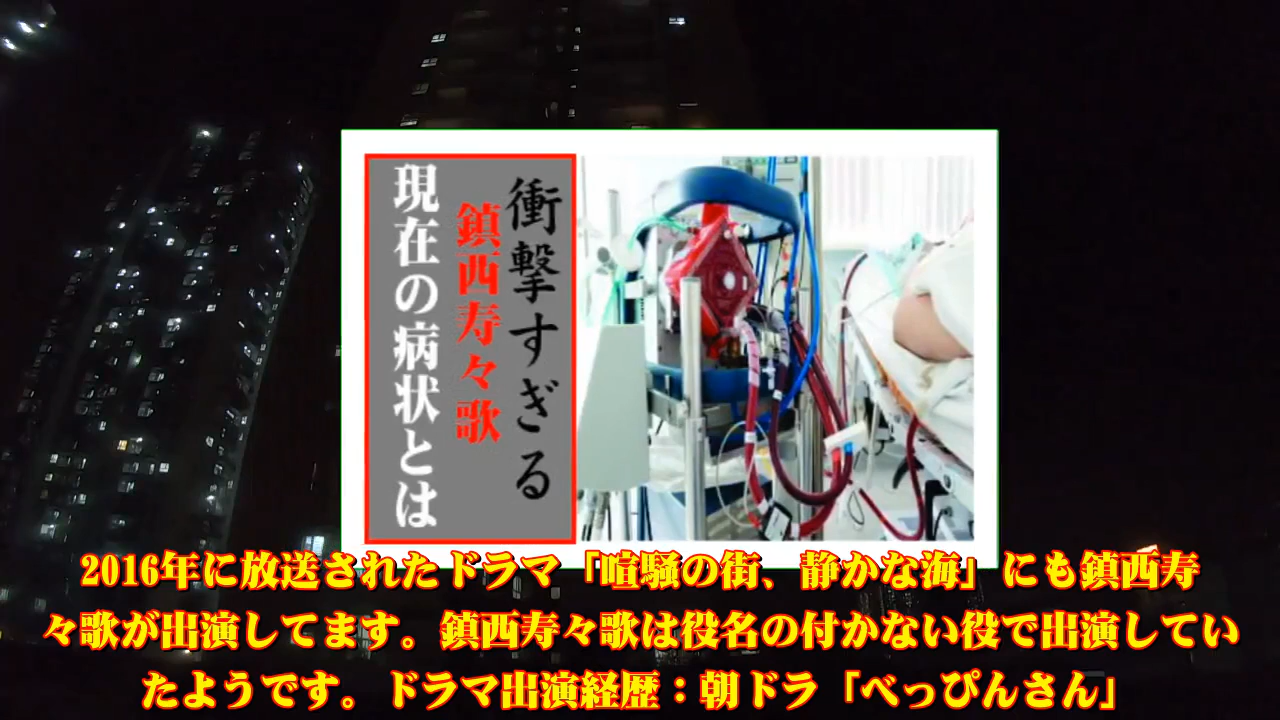 衝撃すぎる
鎮西寿々歌
現在の病状とは
2016年に放送されたドラマ「喧騒の街、静かな海」にも鎮西寿
々歌が出演してます。鎮西寿々歌は役名の付かない役で出演してい
たようです。ドラマ出演経歴：朝ドラ「べっぴんさん」